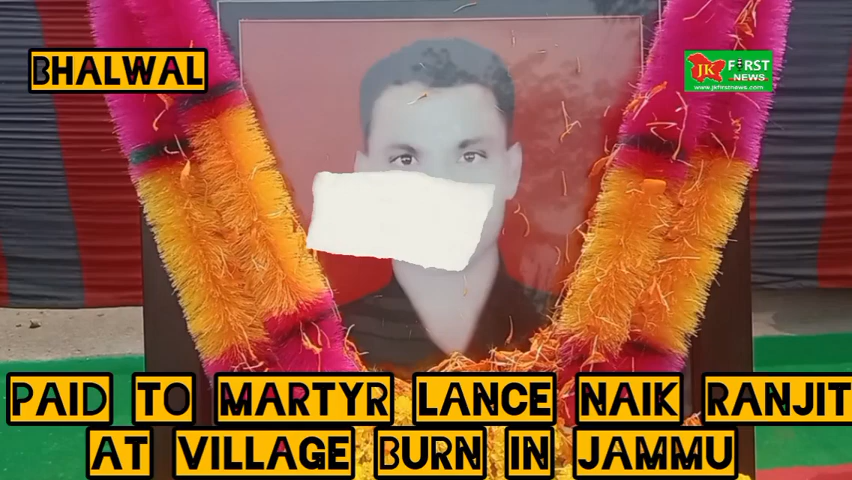 BHALWAL
JK FIRST
NEWS
www.jkfirstnews.com
PAID TO MARTYR LANCE NAIK RANJIT
AT VILLAGE BURN IN JAMMU